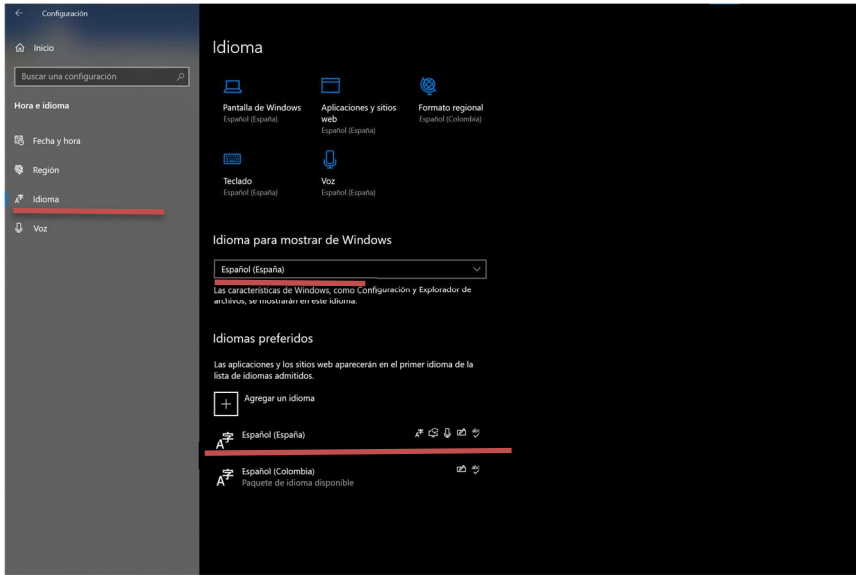 Configuración
Inicio
Buscar una configuración
Hora e idioma
Fecha y hora
Región
Idioma
Voz
Idioma
Pantalla de Windows
Español (España)
Aplicaciones y sitios
web
Español (España)
Formato regional
Español (Colombia)
Teclado
Español (España)
Voz
Español (España)
Idioma para mostrar de Windows
Español (España)
Las características de Windows, como Configuración y Explorador de
archivos, se mostrarán en este idioma.
Idiomas preferidos
Las aplicaciones y los sitios web aparecerán en el primer idioma de la
lista de idiomas admitidos.
Agregar un idioma
Español (España)
Español (Colombia)
Paquete de idioma disponible